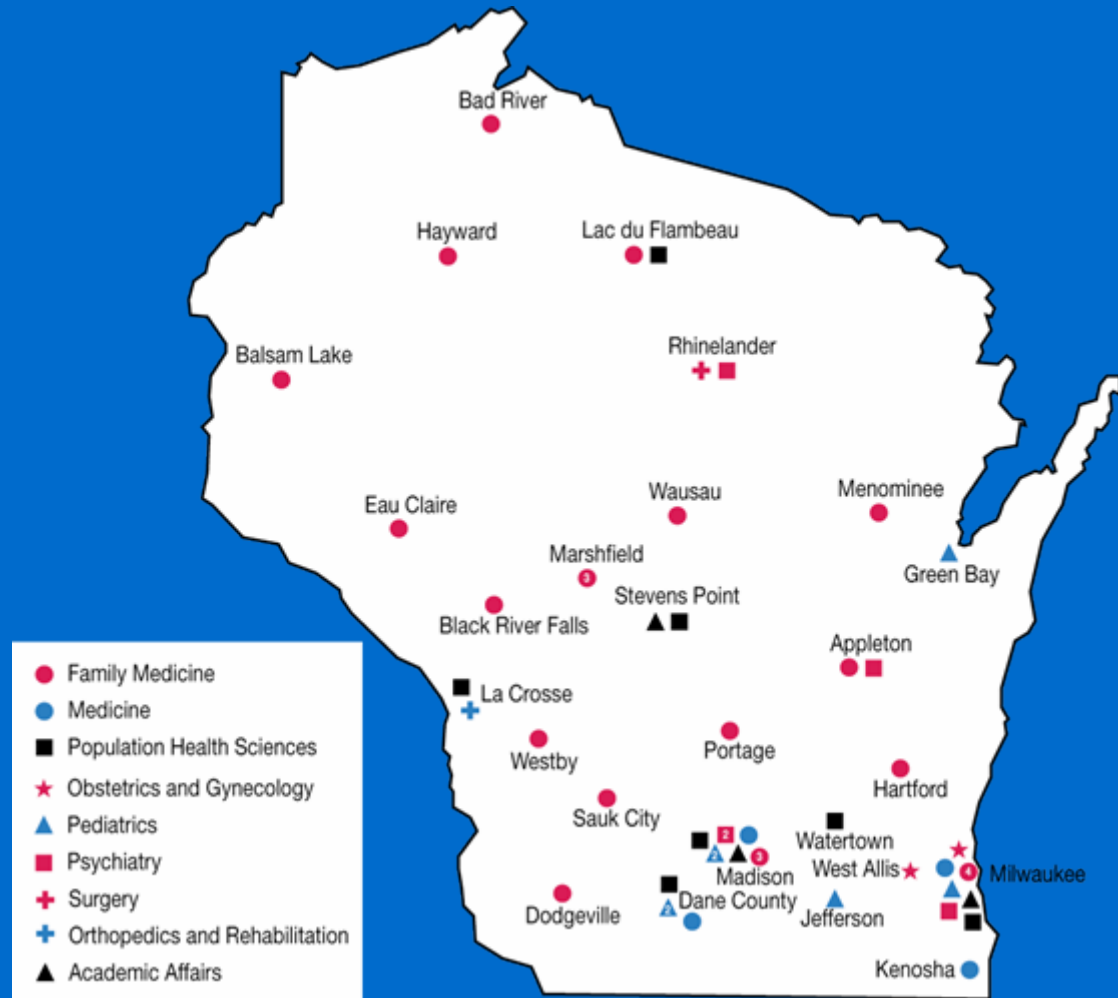 Bad River
Hayward
Lac du Flambeau
Balsam Lake
Rhinelander
Eau Claire
Wausau
Menominee
Marshfield
3
Green Bay
Stevens Point
Black River Falls
Appleton
La Crosse
Westby
Portage
Hartford
Sauk City
2
2
3
Watertown
Madison
West Allis
4
Milwaukee
Dane County
2
Dodgeville
Jefferson
Kenosha
Family Medicine
Medicine
Population Health Sciences
Obstetrics and Gynecology
Pediatrics
Psychiatry
Surgery
Orthopedics and Rehabilitation
Academic Affairs